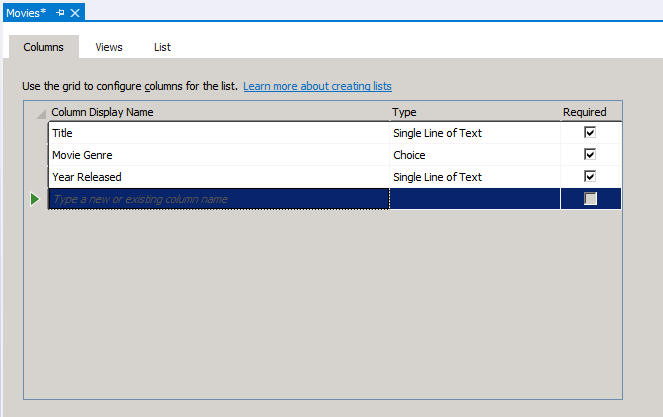 Movies*
Columns Views List
Use the grid to configure columns for the list. Learn more about creating lists
Column Display Name Type Required
Title Single Line of Text
Movie Genre Choice
Year Released Single Line of Text
Type a new or existing column name